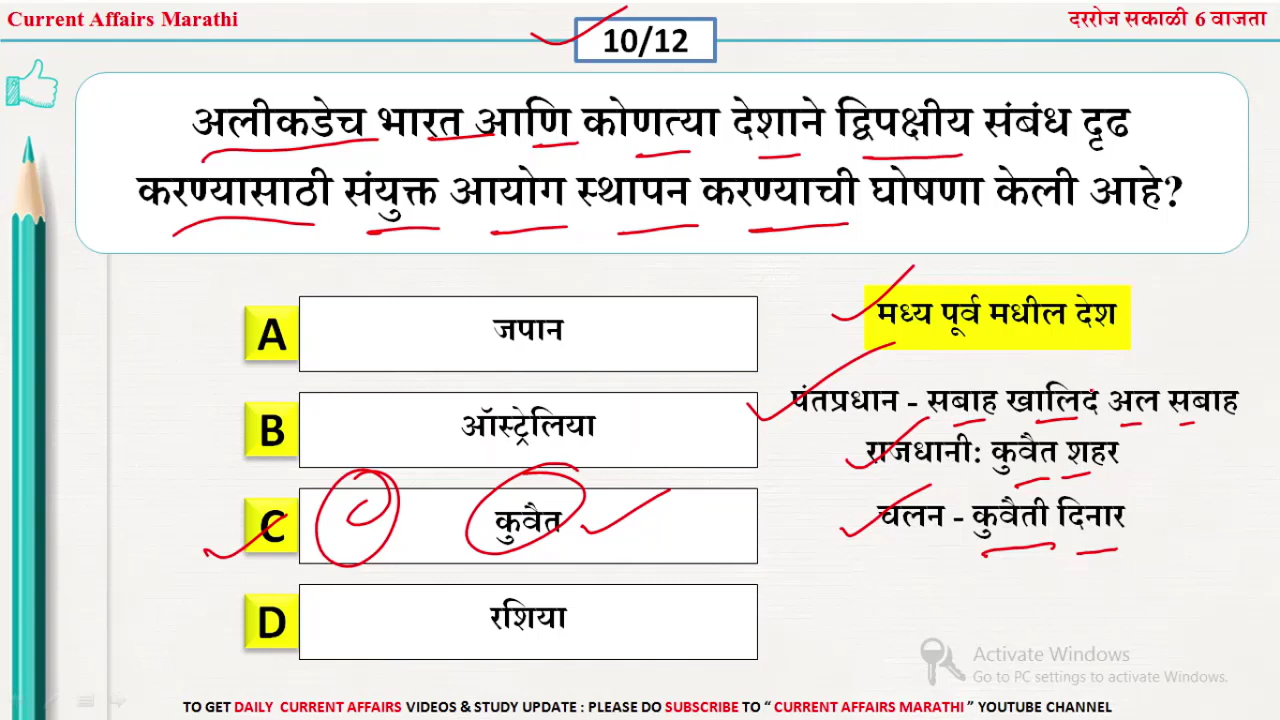 Current Affairs Marathi
दररोज सकाळी 6 वाजता
10/12
अलीकडेच भारत आणि कोणत्या देशाने द्विपक्षीय संबंध दृढ
करण्यासाठी संयुक्त आयोग स्थापन करण्याची घोषणा केली आहे?
A जपान
B ऑस्ट्रेलिया
C कुवैत
D रशिया
मध्य पूर्व मधील देश
पंतप्रधान - सबाह खालिद अल सबाह
राजधानी: कुवैत शहर
चलन - कुवैती दिनार
Activate Windows
Go to PC settings to activate Windows.
TO GET DAILY CURRENT AFFAIRS VIDEOS & STUDY UPDATE : PLEASE DO SUBSCRIBE TO “ CURRENT AFFAIRS MARATHI ” YOUTUBE CHANNEL